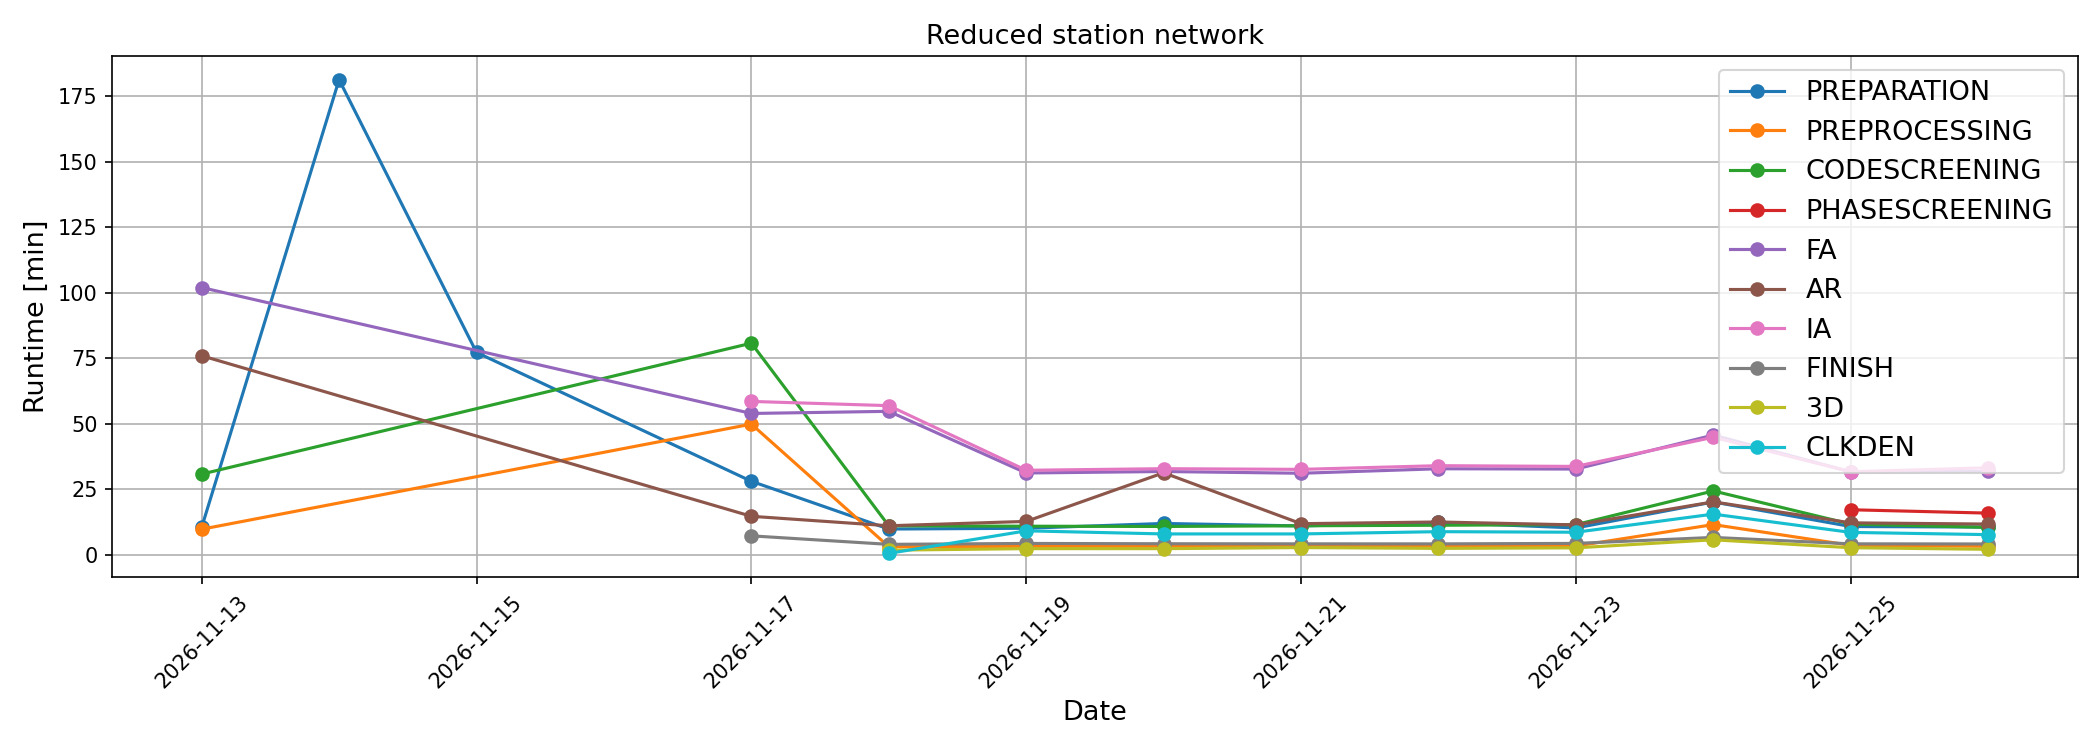 Reduced station network
Runtime [min]
175
150
125
100
75
50
25
0
PREPARATION
PREPROCESSING
CODESCREENING
PHASESCREENING
FA
AR
IA
FINISH
3D
CLKDEN
2026-11-13
2026-11-15
2026-11-17
2026-11-19
2026-11-21
2026-11-23
2026-11-25
Date